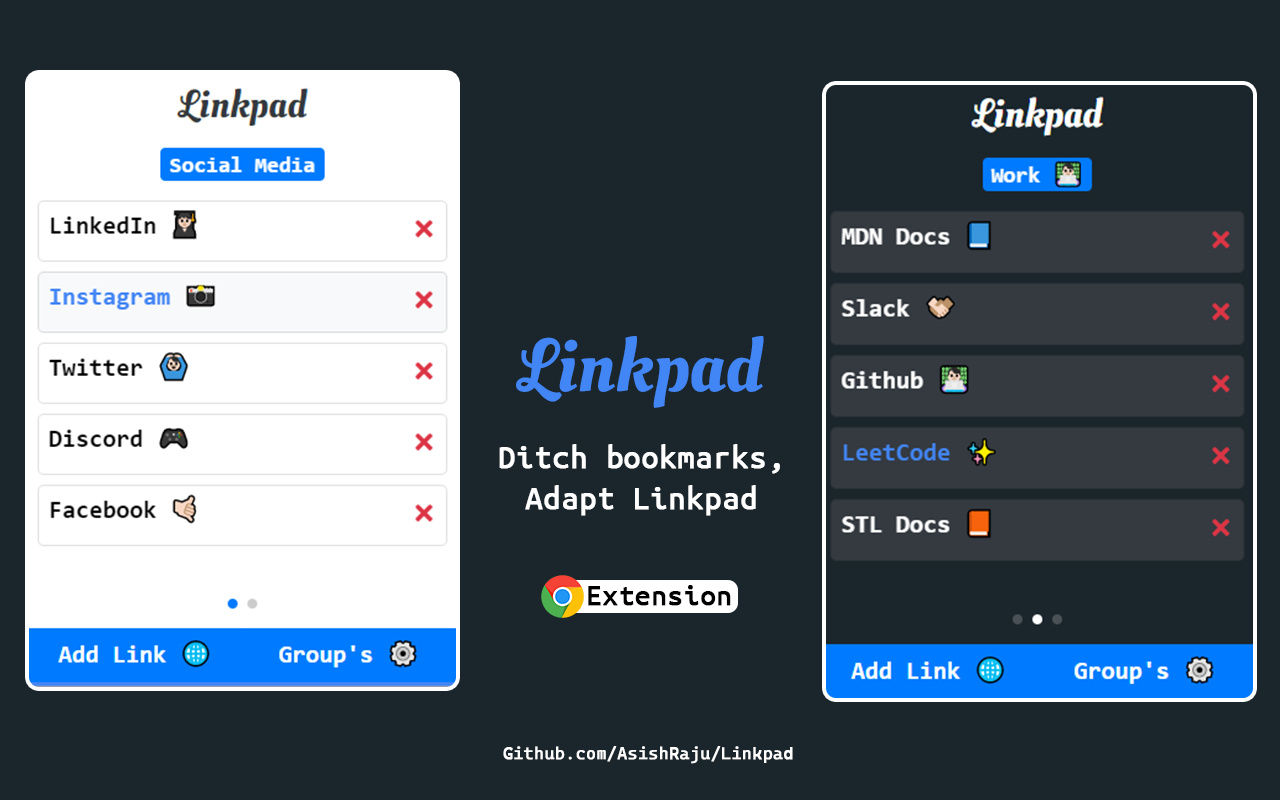 Linkpad
Social Media
LinkedIn
Instagram
Twitter
Discord
Facebook
Add Link
Group's
Linkpad
Ditch bookmarks,
Adapt Linkpad
Extension
Github.com/AsishRaju/Linkpad
Linkpad
Work
MDN Docs
Slack
Github
LeetCode
STL Docs
Add Link
Group's